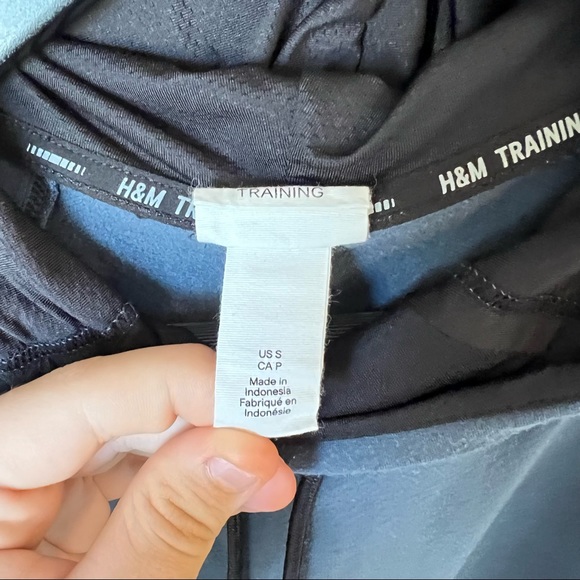 H&M TR
H&M TRAINING
TRAINING
US S
CA P
Made in
Indonesia
Fabriqué en
Indonésie